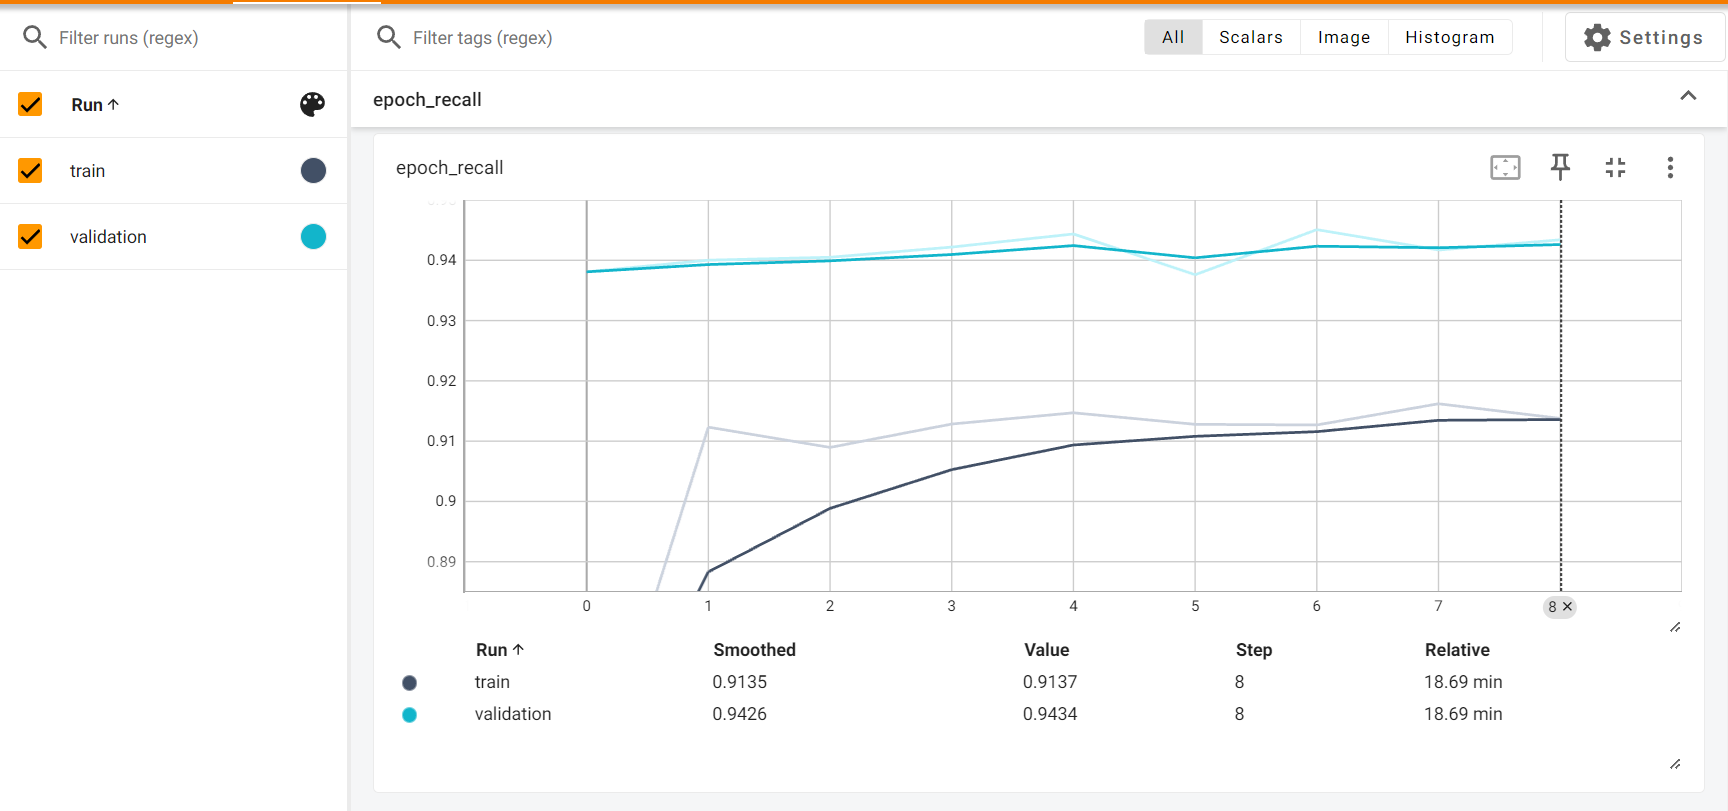 Filter runs (regex)
Filter tags (regex)
All Scalars Image Histogram
Settings
Run
train
validation
epoch_recall
epoch_recall
0.94
0.93
0.92
0.91
0.9
0.89
0 1 2 3 4 5 6 7 8
Run Smoothed Value Step Relative
train 0.9135 0.9137 8 18.69 min
validation 0.9426 0.9434 8 18.69 min